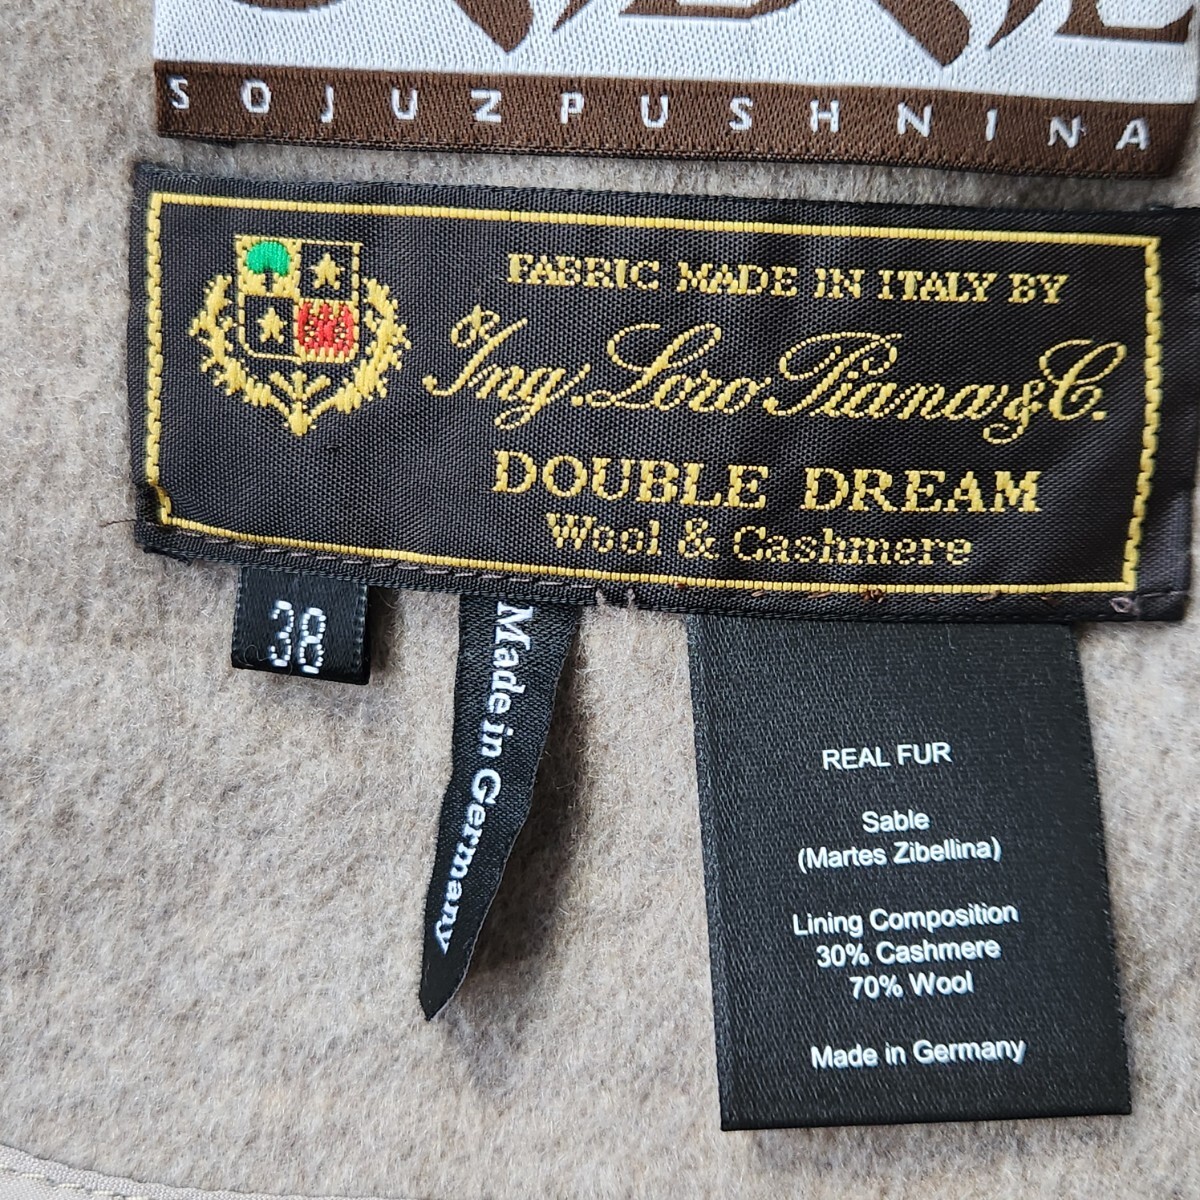 SOJUZPUSHNINA
FABRIC MADE IN ITALY BY
Ing. Loro Piana & C.
DOUBLE DREAM
Wool & Cashmere
38
Made in Germany
REAL FUR
Sable
(Martes Zibellina)
Lining Composition
30% Cashmere
70% Wool
Made in Germany